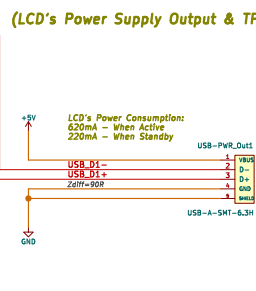 (LCD's Power Supply Output & TP
+5V
LCD's Power Consumption:
620mA - When Active
220mA - When Standby
USB-PWR_Out1
USB_D1- 
USB_D1+
Zdiff=90R
1 VBUS
2 D-
3 D+
4 GND
5 SHIELD
USB-A-SMT-6.3H
GND